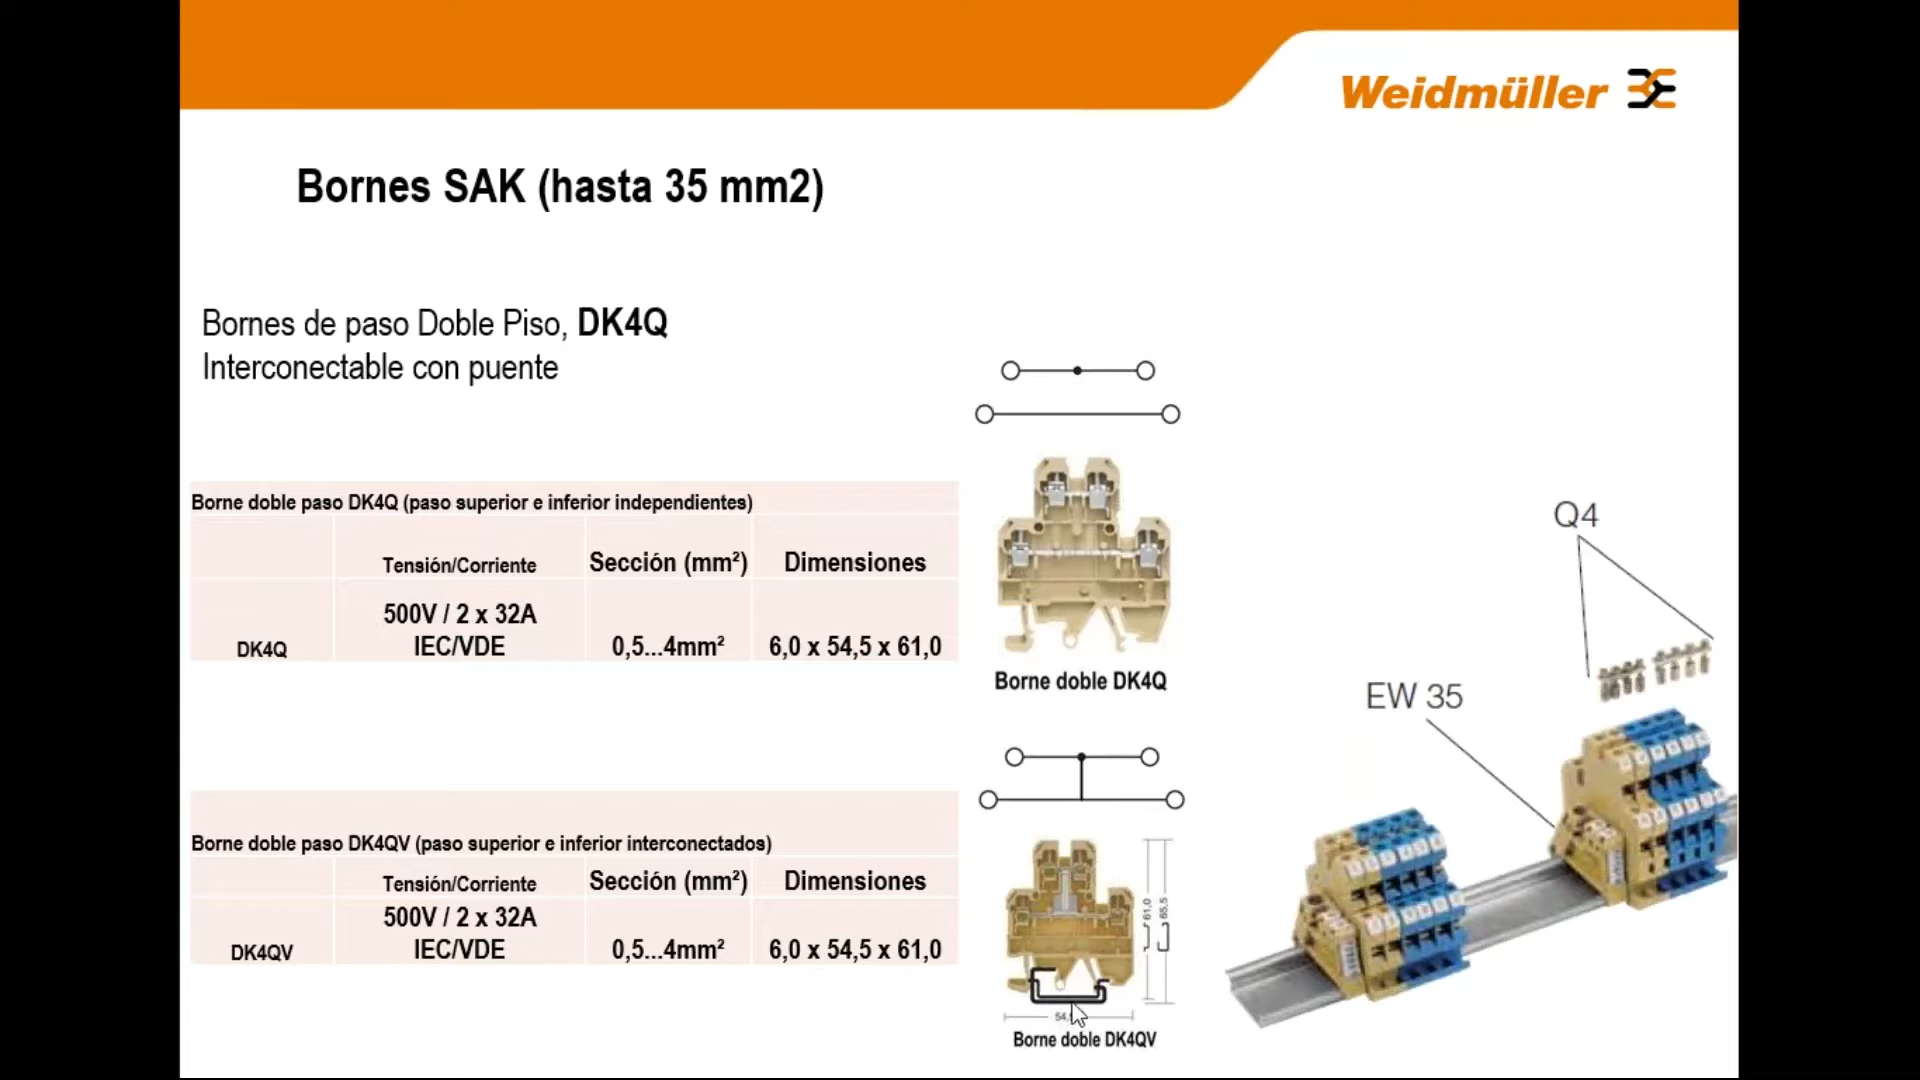 Weidmüller
Bornes SAK (hasta 35 mm2)
Bornes de paso Doble Piso, DK4Q
Interconectable con puente
Borne doble paso DK4Q (paso superior e inferior independientes)
Tensión/Corriente Sección (mm²) Dimensiones
500V / 2 x 32A
DK4Q IEC/VDE 0,5...4mm² 6,0 x 54,5 x 61,0
Borne doble DK4Q
Q4
EW 35
Borne doble paso DK4QV (paso superior e inferior interconectados)
Tensión/Corriente Sección (mm²) Dimensiones
500V / 2 x 32A
DK4QV IEC/VDE 0,5...4mm² 6,0 x 54,5 x 61,0
61,0
65,5
Borne doble DK4QV